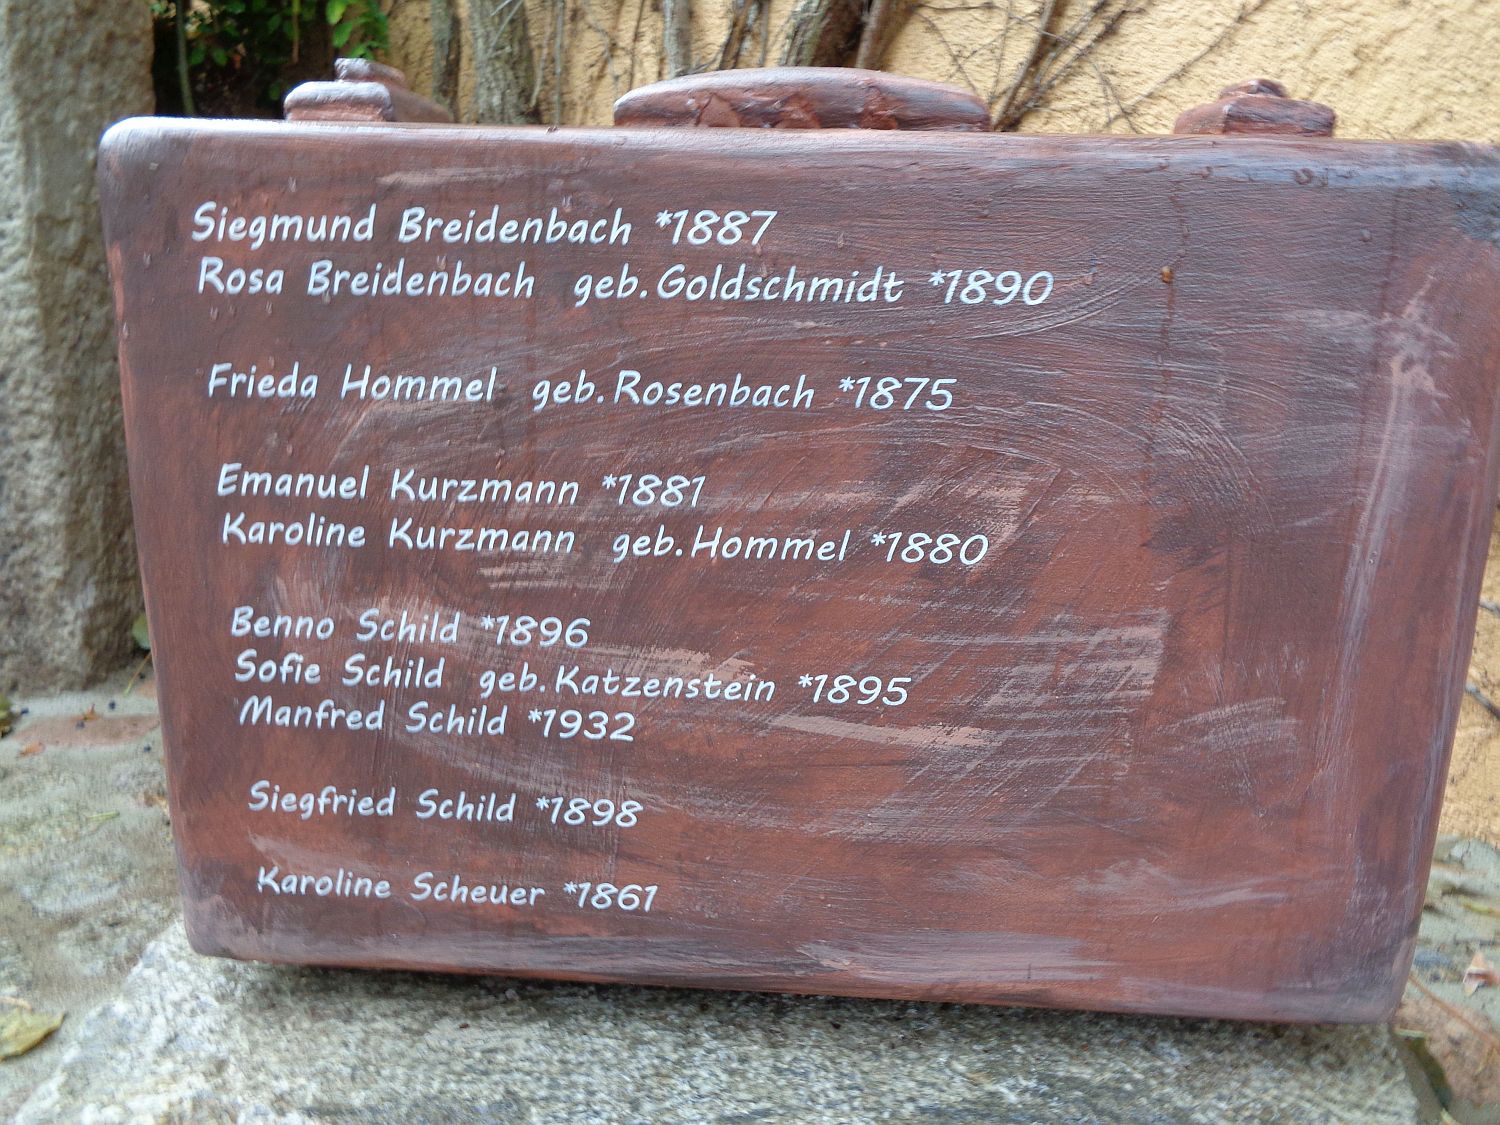 Siegmund Breidenbach *1887
Rosa Breidenbach geb. Goldschmidt *1890
Frieda Hommel geb. Rosenbach *1875
Emanuel Kurzmann *1881
Karoline Kurzmann geb. Hommel *1880
Benno Schild *1896
Sofie Schild geb. Katzenstein *1895
Manfred Schild *1932
Siegfried Schild *1898
Karoline Scheuer *1861